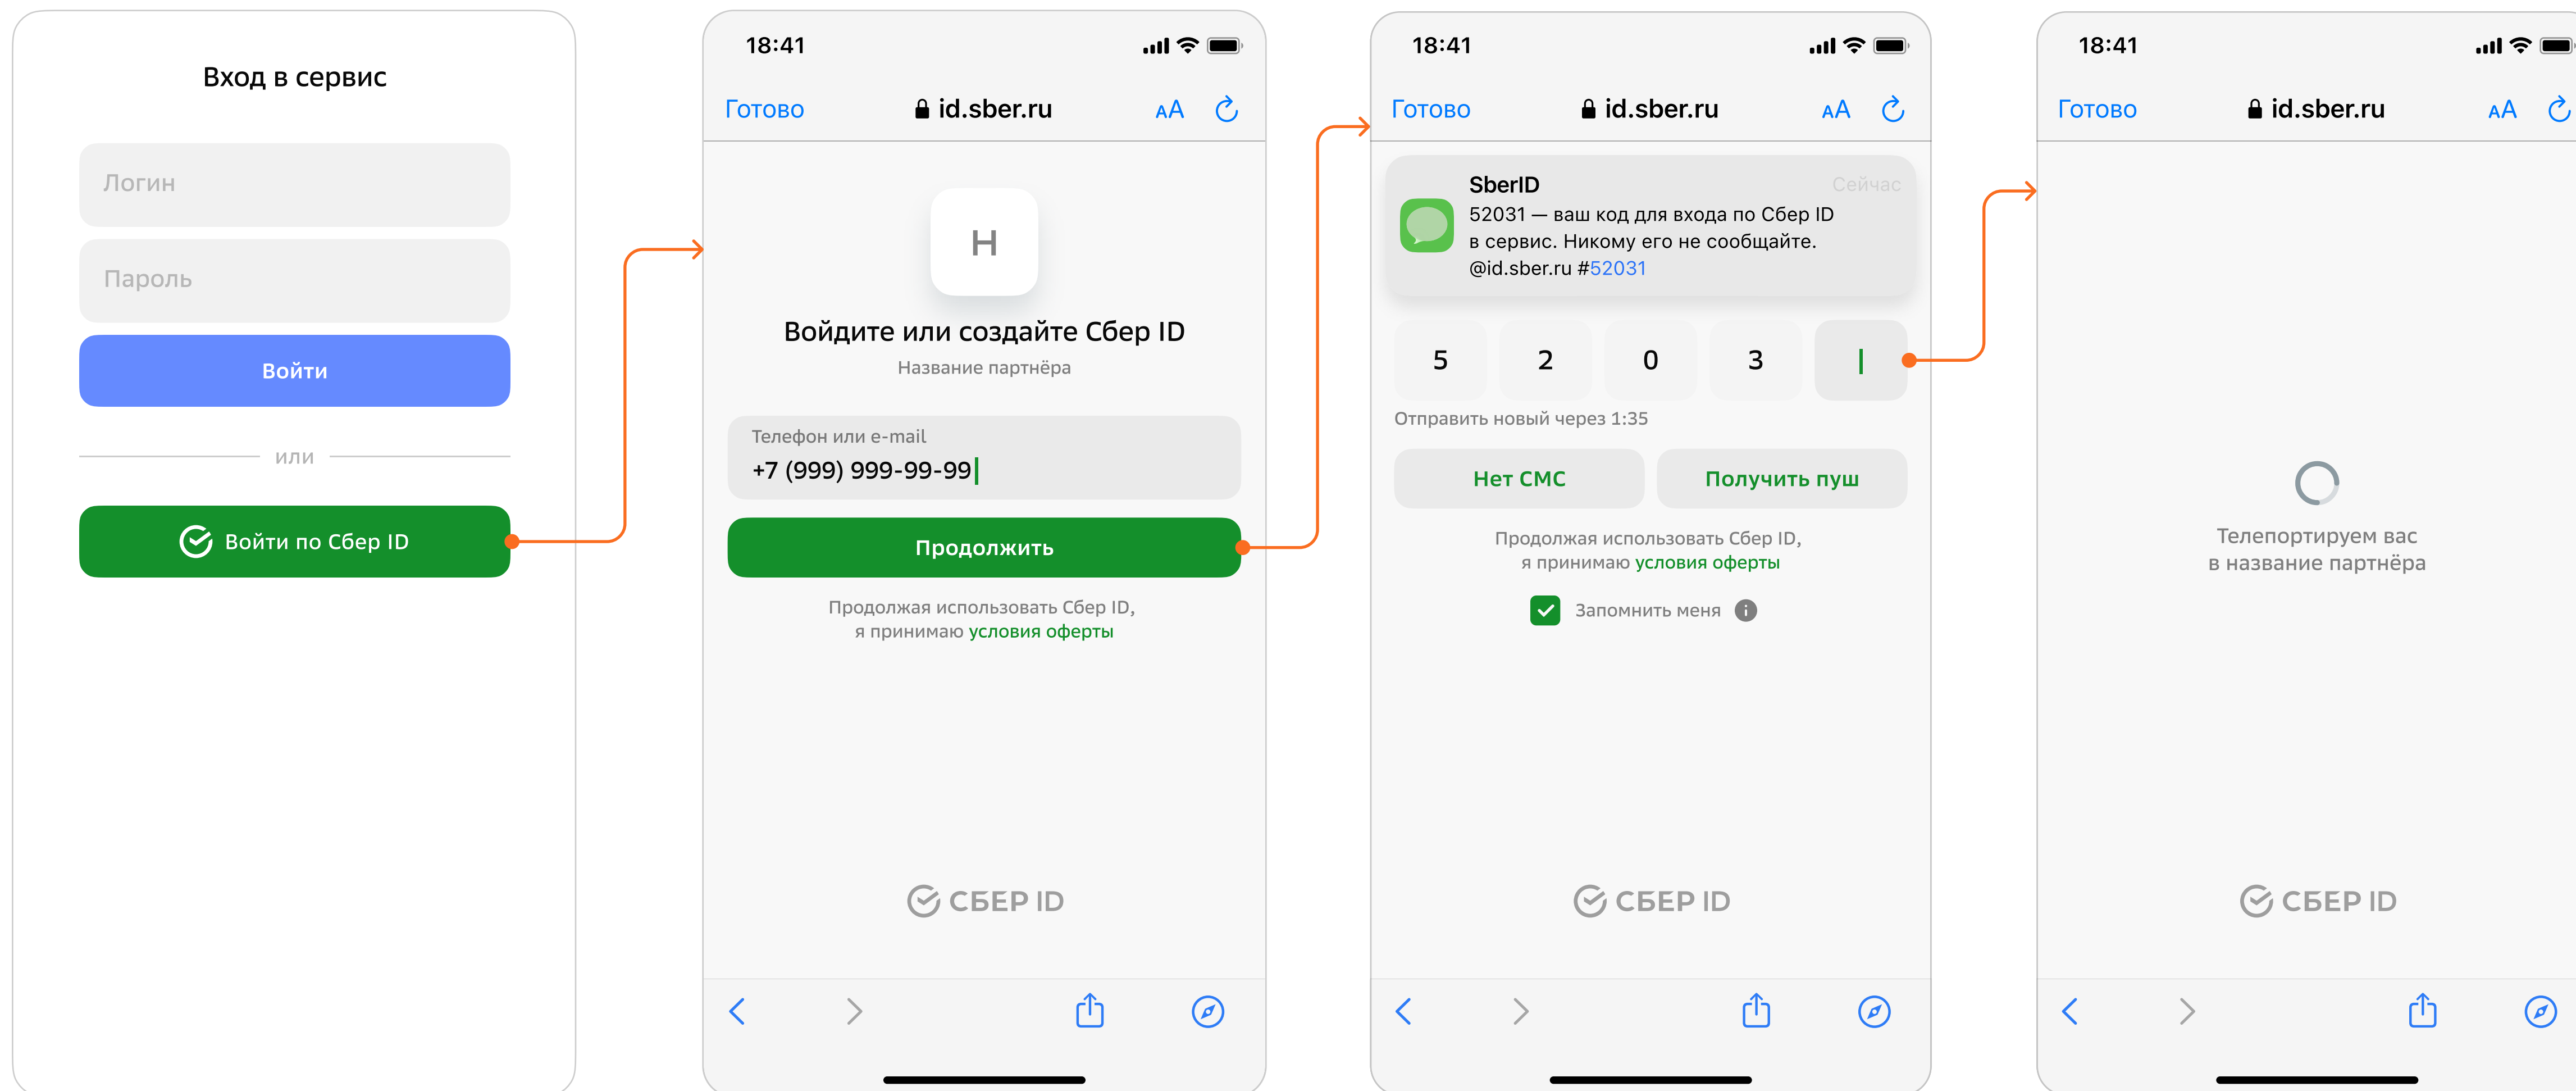 Вход в сервис
Логин
Пароль
Войти
или
Войти по Сбер ID
18:41
Готово
id.sber.ru
AA
Н
Войдите или создайте Сбер ID
Название партнёра
Телефон или e-mail
+7 (999) 999-99-99
Продолжить
Продолжая использовать Сбер ID,
я принимаю условия оферты
СБЕР ID
18:41
Готово
id.sber.ru
AA
SberID
Сейчас
52031 — ваш код для входа по Сбер ID
в сервис. Никому его не сообщайте.
@id.sber.ru #52031
5 2 0 3
Отправить новый через 1:35
Нет СМС
Получить пуш
Продолжая использовать Сбер ID,
я принимаю условия оферты
Запомнить меня
СБЕР ID
18:41
Готово
id.sber.ru
AA
Телепортируем вас
в название партнёра
СБЕР ID